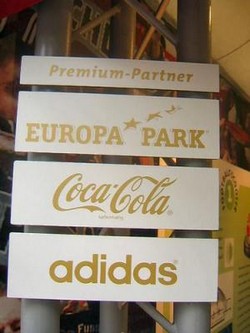 Premium-Partner
EUROPA PARK®
Coca-Cola®
adidas®